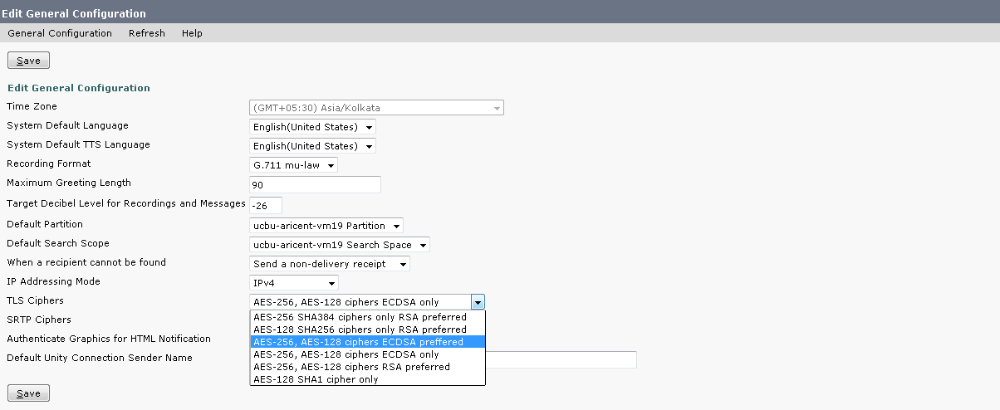 Edit General Configuration
General Configuration Refresh Help
Save
Edit General Configuration
Time Zone (GMT+05:30) Asia/Kolkata
System Default Language English(United States)
System Default TTS Language English(United States)
Recording Format G.711 mu-law
Maximum Greeting Length 90
Target Decibel Level for Recordings and Messages -26
Default Partition ucbu-aricent-vm19 Partition
Default Search Scope ucbu-aricent-vm19 Search Space
When a recipient cannot be found Send a non-delivery receipt
IP Addressing Mode IPv4
TLS Ciphers AES-256, AES-128 ciphers ECDSA only
SRTP Ciphers AES-256 SHA384 ciphers only RSA preferred
AES-128 SHA256 ciphers only RSA preferred
Authenticate Graphics for HTML Notification AES-256, AES-128 ciphers ECDSA preffered
AES-256, AES-128 ciphers ECDSA only
Default Unity Connection Sender Name AES-256, AES-128 ciphers RSA preferred
AES-128 SHA1 cipher only
Save